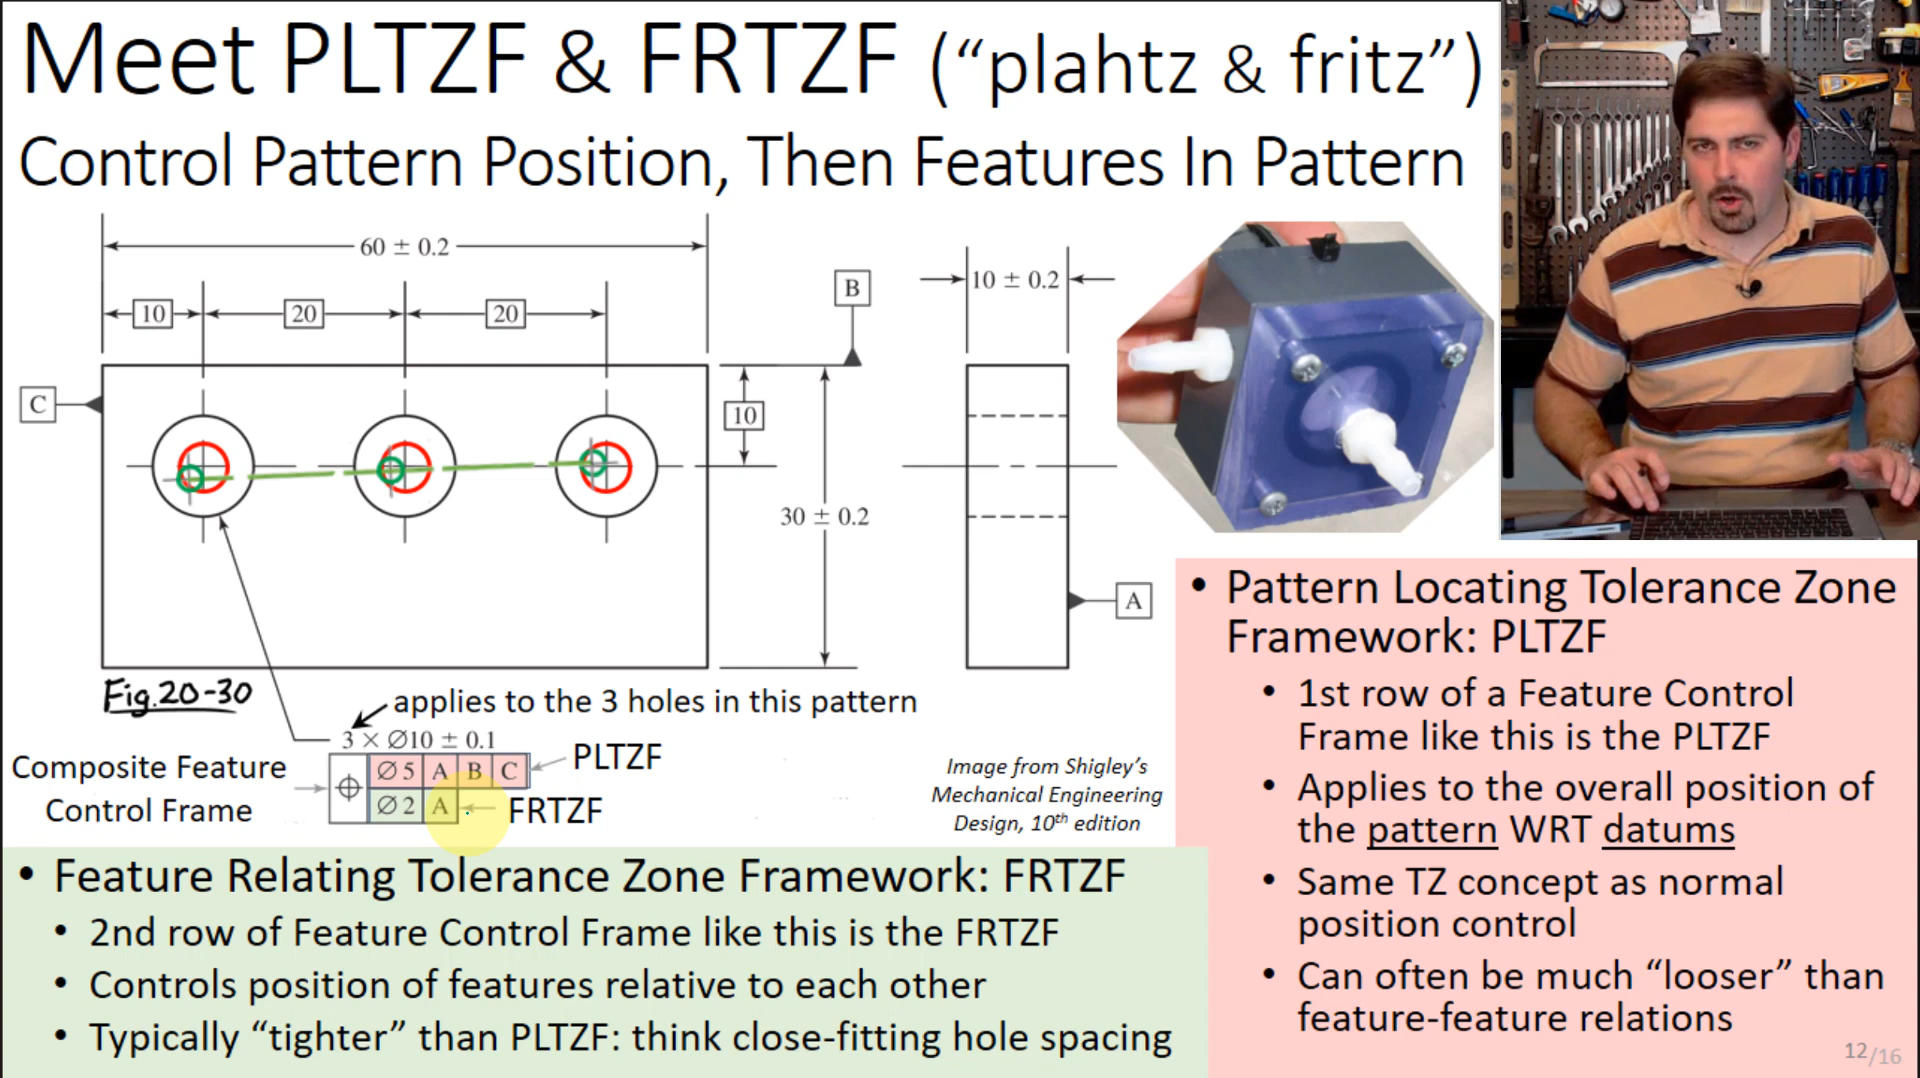 Meet PLTZF & FRTZF (“plahtz & fritz”)
Control Pattern Position, Then Features In Pattern
60 ± 0.2
10
20
20
B
10 ± 0.2
C
10
30 ± 0.2
A
Fig.20-30
applies to the 3 holes in this pattern
3 × Ø10 ± 0.1
Composite Feature
Control Frame
⌖ Ø 5 A B C
PLTZF
Ø 2 A
FRTZF
Image from Shigley’s
Mechanical Engineering
Design, 10th edition
• Pattern Locating Tolerance Zone
Framework: PLTZF
• 1st row of a Feature Control
Frame like this is the PLTZF
• Applies to the overall position of
the pattern WRT datums
• Same TZ concept as normal
position control
• Can often be much “looser” than
feature-feature relations
• Feature Relating Tolerance Zone Framework: FRTZF
• 2nd row of Feature Control Frame like this is the FRTZF
• Controls position of features relative to each other
• Typically “tighter” than PLTZF: think close-fitting hole spacing
12/16